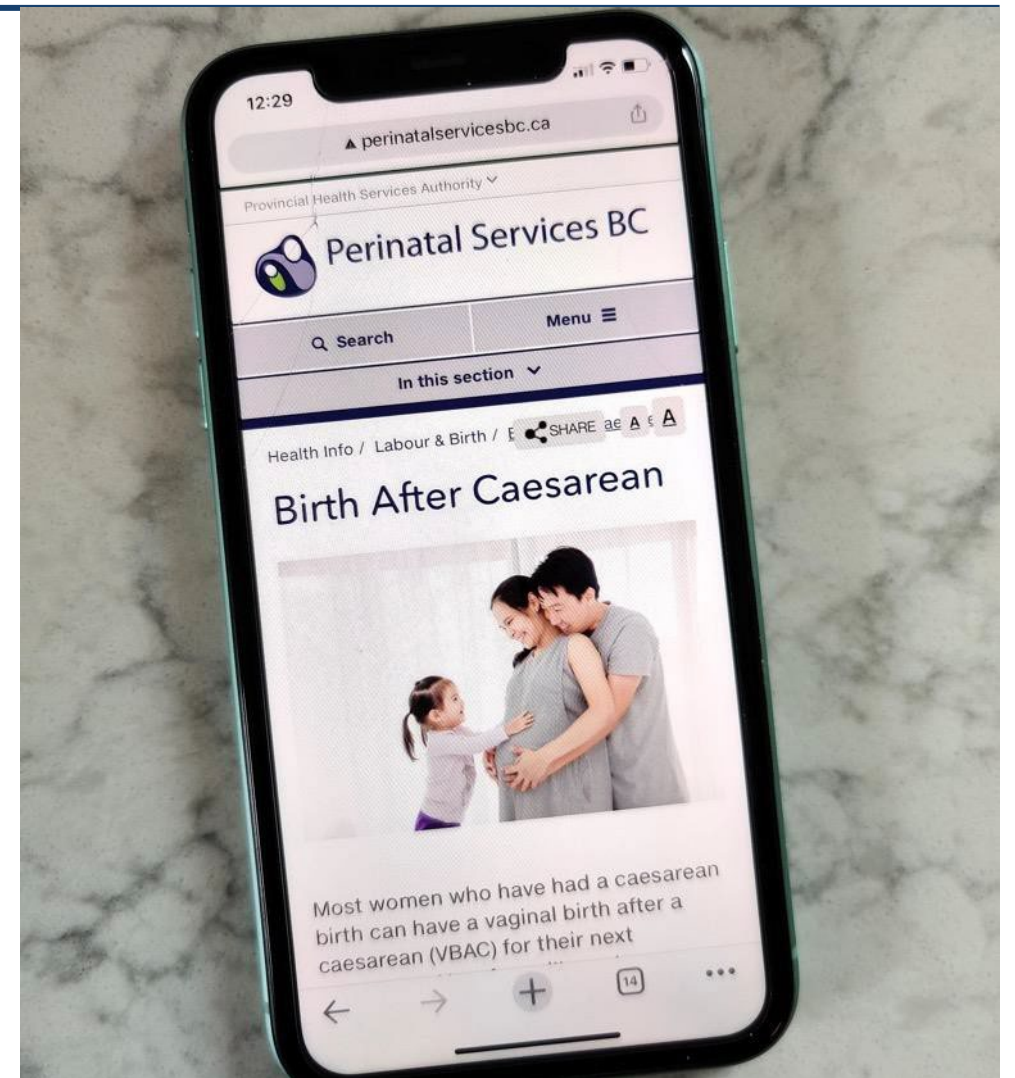 12:29
perinatalservicesbc.ca
Provincial Health Services Authority
Perinatal Services BC
Search
Menu
In this section
Health Info / Labour & Birth /
SHARE
A
A
Birth After Caesarean
Most women who have had a caesarean
birth can have a vaginal birth after a
caesarean (VBAC) for their next
14